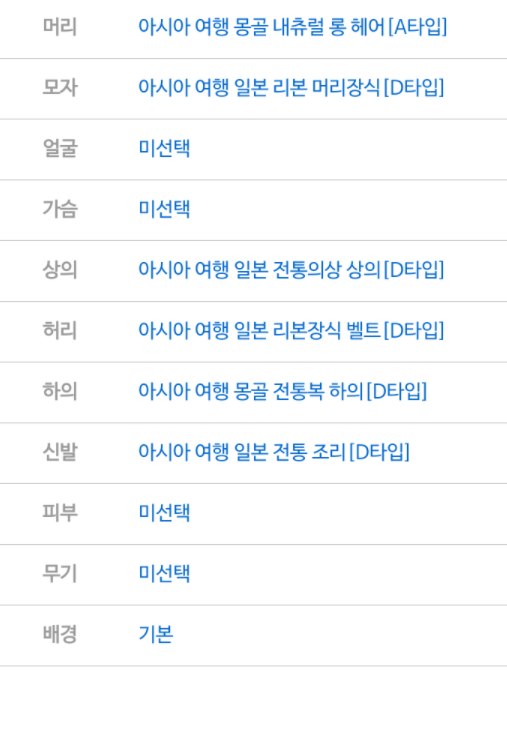 머리 아시아 여행 몽골 내츄럴 롱 헤어[A타입]
모자 아시아 여행 일본 리본 머리장식[D타입]
얼굴 미선택
가슴 미선택
상의 아시아 여행 일본 전통의상 상의[D타입]
허리 아시아 여행 일본 리본장식 벨트[D타입]
하의 아시아 여행 몽골 전통복 하의[D타입]
신발 아시아 여행 일본 전통 조리[D타입]
피부 미선택
무기 미선택
배경 기본